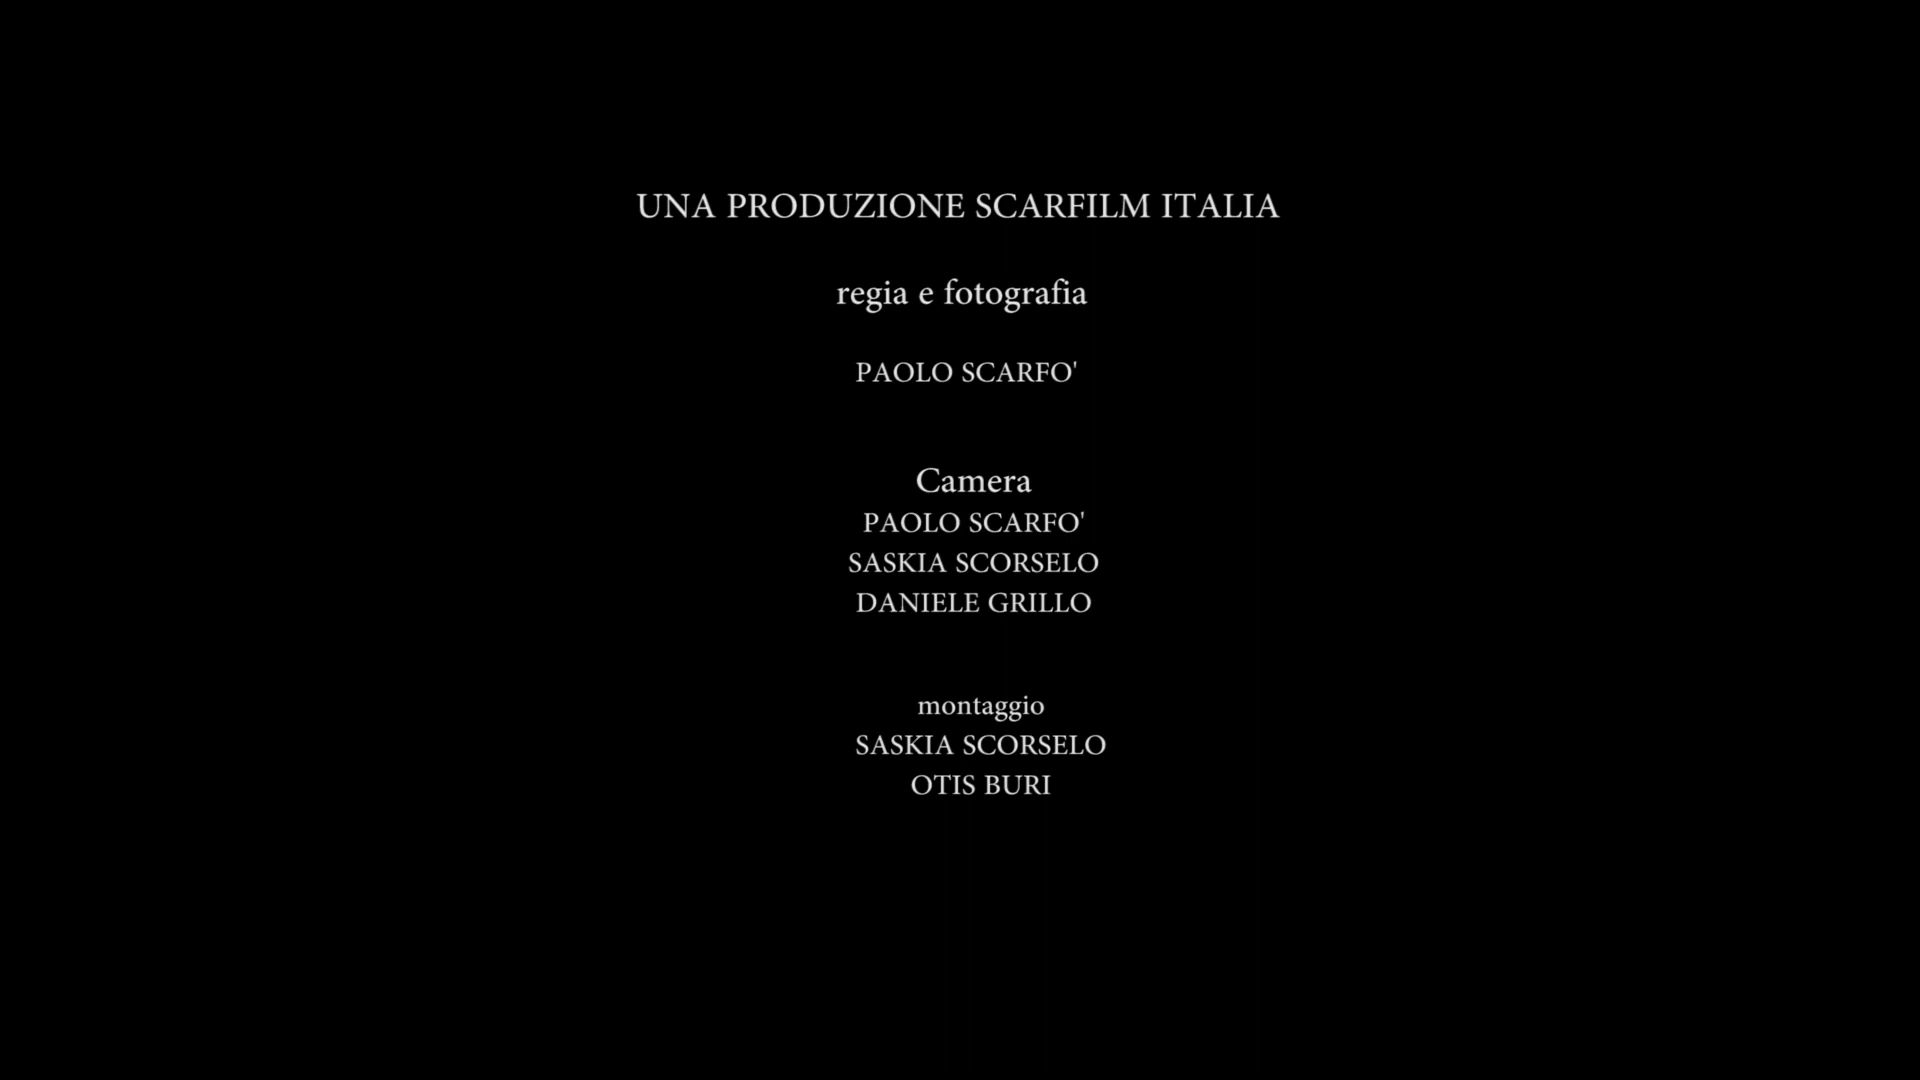 UNA PRODUZIONE SCARFILM ITALIA
regia e fotografia
PAOLO SCARFO'
Camera
PAOLO SCARFO'
SASKIA SCORSELO
DANIELE GRILLO
montaggio
SASKIA SCORSELO
OTIS BURI